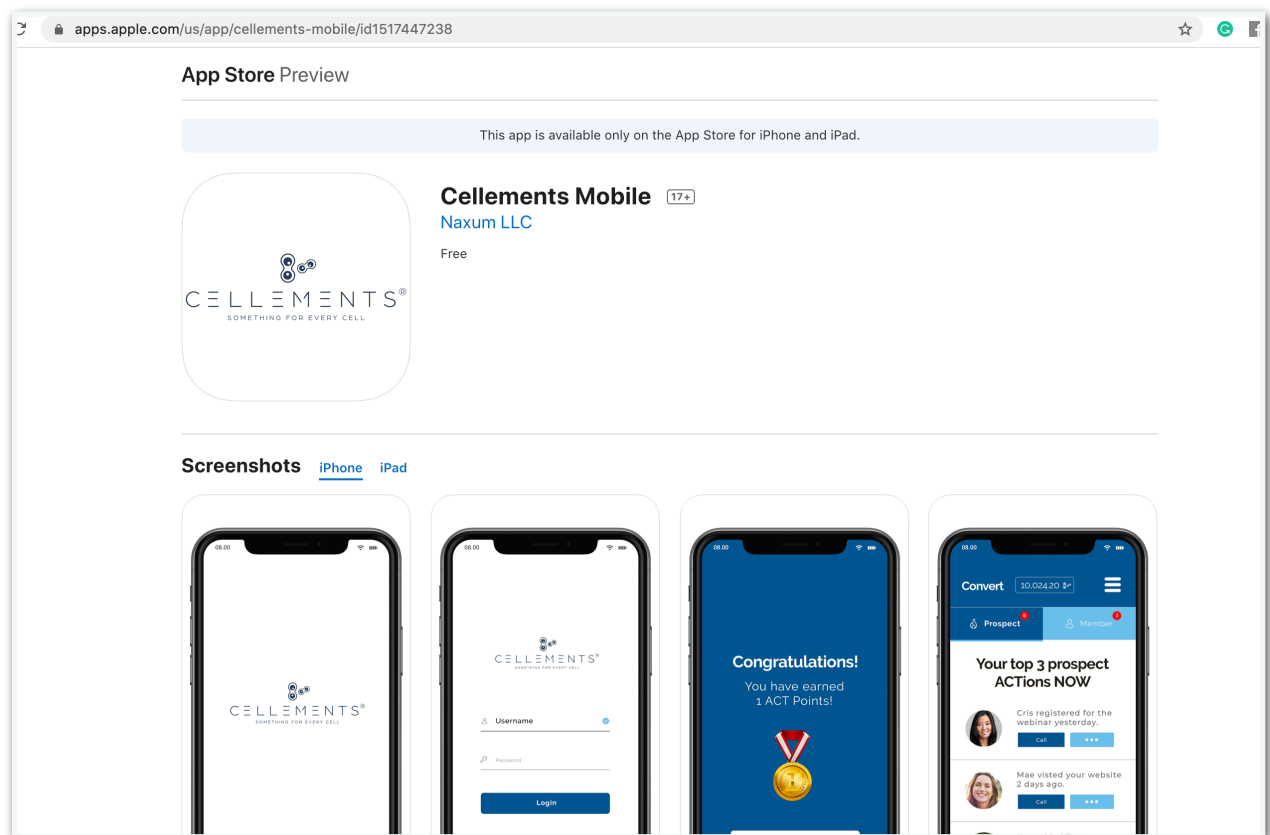 apps.apple.com/us/app/cellements-mobile/id1517447238
App Store Preview
This app is available only on the App Store for iPhone and iPad.
CELLEMENTS®
SOMETHING FOR EVERY CELL
Cellements Mobile 17+
Naxum LLC
Free
Screenshots iPhone iPad
08.00
CELLEMENTS®
SOMETHING FOR EVERY CELL
08.00
CELLEMENTS®
SOMETHING FOR EVERY CELL
Username
Password
Login
08.00
Congratulations!
You have earned
1 ACT Points!
08.00
Convert 10.024.20
Prospect 6 Member 3
Your top 3 prospect
ACTions NOW
Cris registered for the
webinar yesterday.
Call
Mae visted your website
2 days ago.
Call